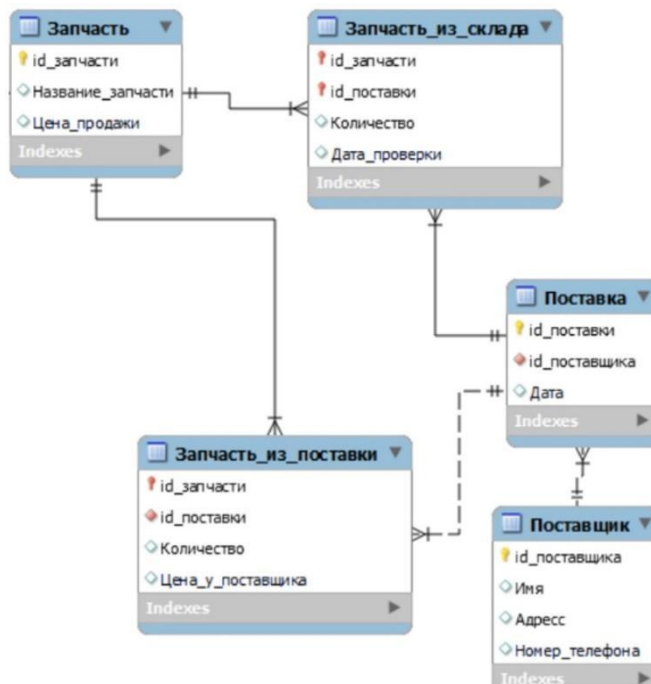 Запчасть
id_запчасти
Название_запчасти
Цена_продажи
Indexes
Запчасть_из_склада
id_запчасти
id_поставки
Количество
Дата_проверки
Indexes
Поставка
id_поставки
id_поставщика
Дата
Indexes
Запчасть_из_поставки
id_запчасти
id_поставки
Количество
Цена_у_поставщика
Indexes
Поставщик
id_поставщика
Имя
Адресс
Номер_телефона
Indexes